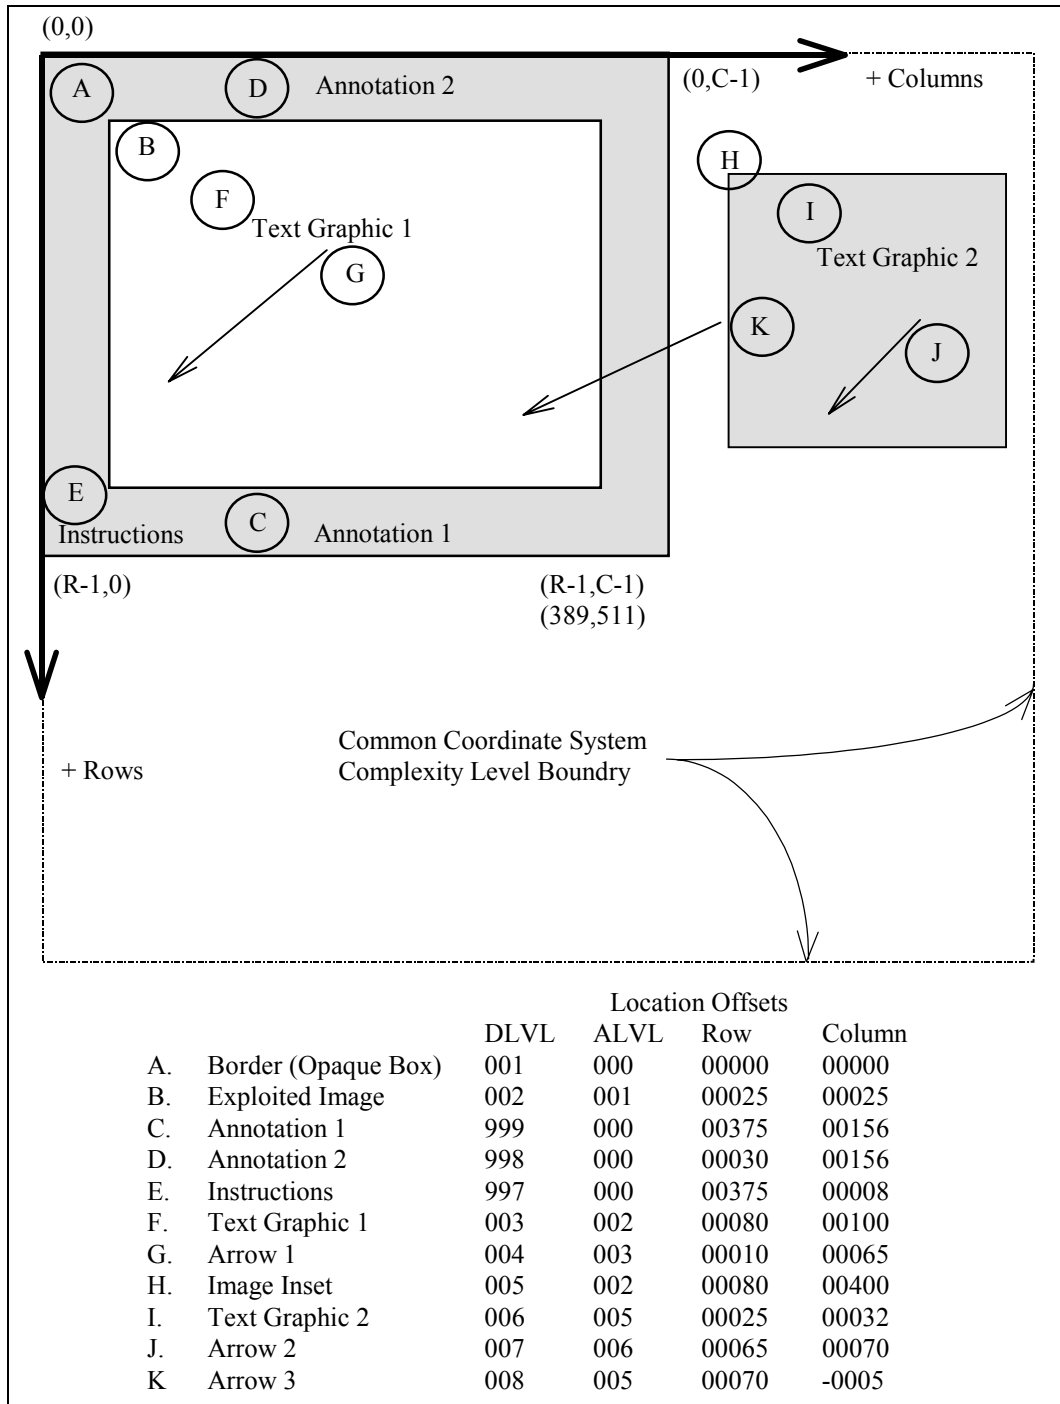 (0,0)
(0,C-1)
+ Columns
A
D
Annotation 2
B
H
F
I
Text Graphic 1
Text Graphic 2
G
K
J
E
C
Instructions
Annotation 1
(R-1,0)
(R-1,C-1)
(389,511)
Common Coordinate System
Complexity Level Boundry
+ Rows
Location Offsets
DLVL ALVL Row Column
A. Border (Opaque Box) 001 000 00000 00000
B. Exploited Image 002 001 00025 00025
C. Annotation 1 999 000 00375 00156
D. Annotation 2 998 000 00030 00156
E. Instructions 997 000 00375 00008
F. Text Graphic 1 003 002 00080 00100
G. Arrow 1 004 003 00010 00065
H. Image Inset 005 002 00080 00400
I. Text Graphic 2 006 005 00025 00032
J. Arrow 2 007 006 00065 00070
K Arrow 3 008 005 00070 -0005